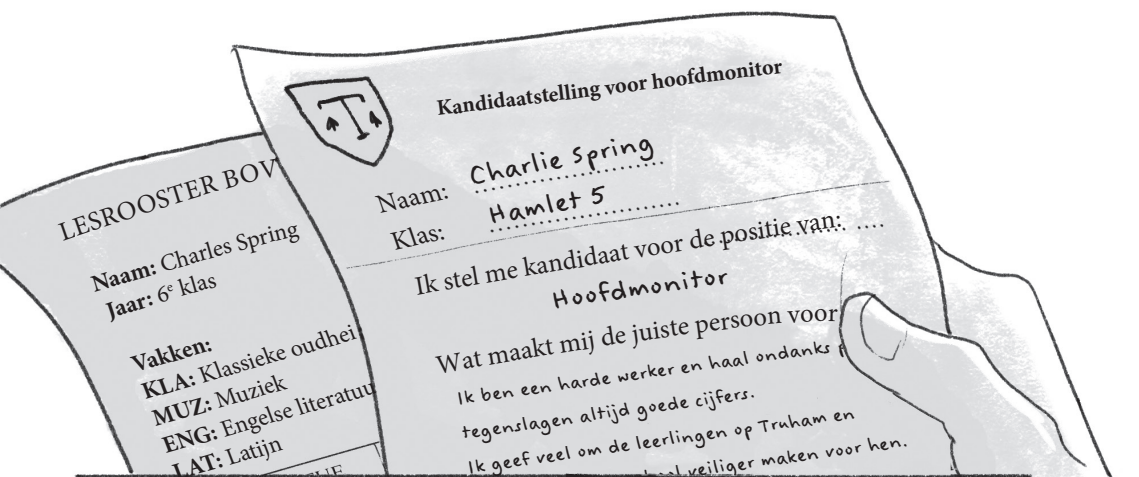 LESROOSTER BOV
Naam: Charles Spring
Jaar: 6e klas
Vakken:
KLA: Klassieke oudhei
MUZ: Muziek
ENG: Engelse literatuu
LAT: Latijn
T
Kandidaatstelling voor hoofdmonitor
Naam: Charlie Spring
Klas: Hamlet 5
Ik stel me kandidaat voor de positie van:
Hoofdmonitor
Wat maakt mij de juiste persoon voor
Ik ben een harde werker en haal ondanks
tegenslagen altijd goede cijfers.
Ik geef veel om de leerlingen op Truham en
veiliger maken voor hen.